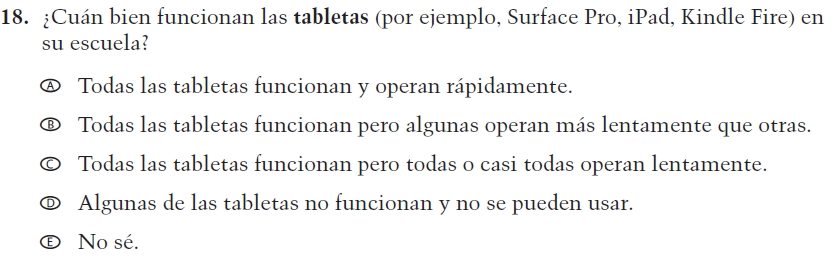 18. ¿Cuán bien funcionan las tabletas (por ejemplo, Surface Pro, iPad, Kindle Fire) en
su escuela?
A Todas las tabletas funcionan y operan rápidamente.
B Todas las tabletas funcionan pero algunas operan más lentamente que otras.
C Todas las tabletas funcionan pero todas o casi todas operan lentamente.
D Algunas de las tabletas no funcionan y no se pueden usar.
E No sé.